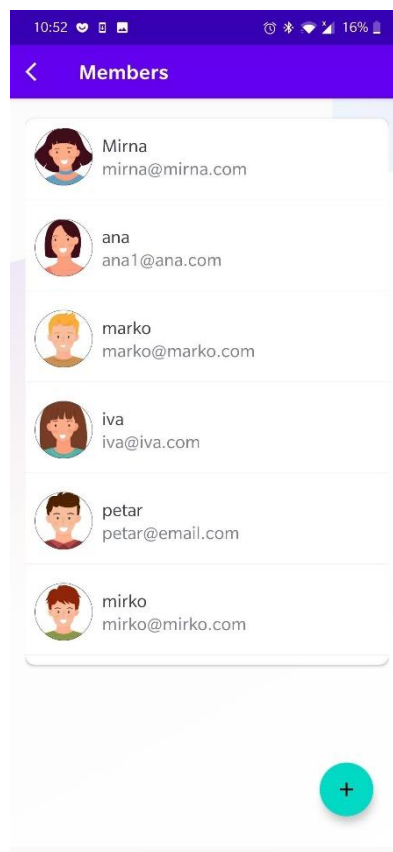 10:52
16%
Members
Mirna
mirna@mirna.com
ana
ana1@ana.com
marko
marko@marko.com
iva
iva@iva.com
petar
petar@email.com
mirko
mirko@mirko.com
+